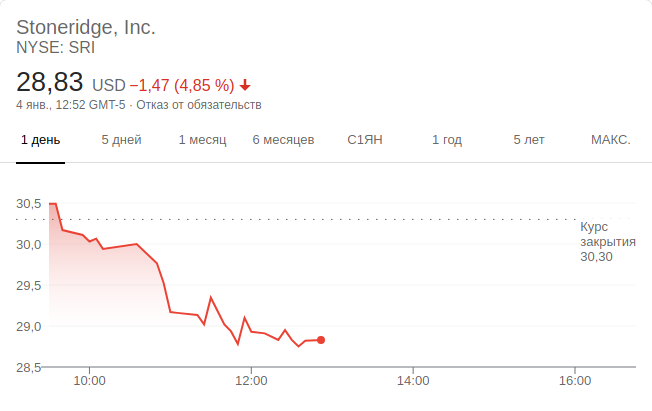 Stoneridge, Inc.
NYSE: SRI
28,83 USD −1,47 (4,85 %)
4 янв., 12:52 GMT-5 · Отказ от обязательств
1 день 5 дней 1 месяц 6 месяцев С1ЯН 1 год 5 лет МАКС.
30,5
Курс
закрытия
30,30
30,0
29,5
29,0
28,5
10:00 12:00 14:00 16:00